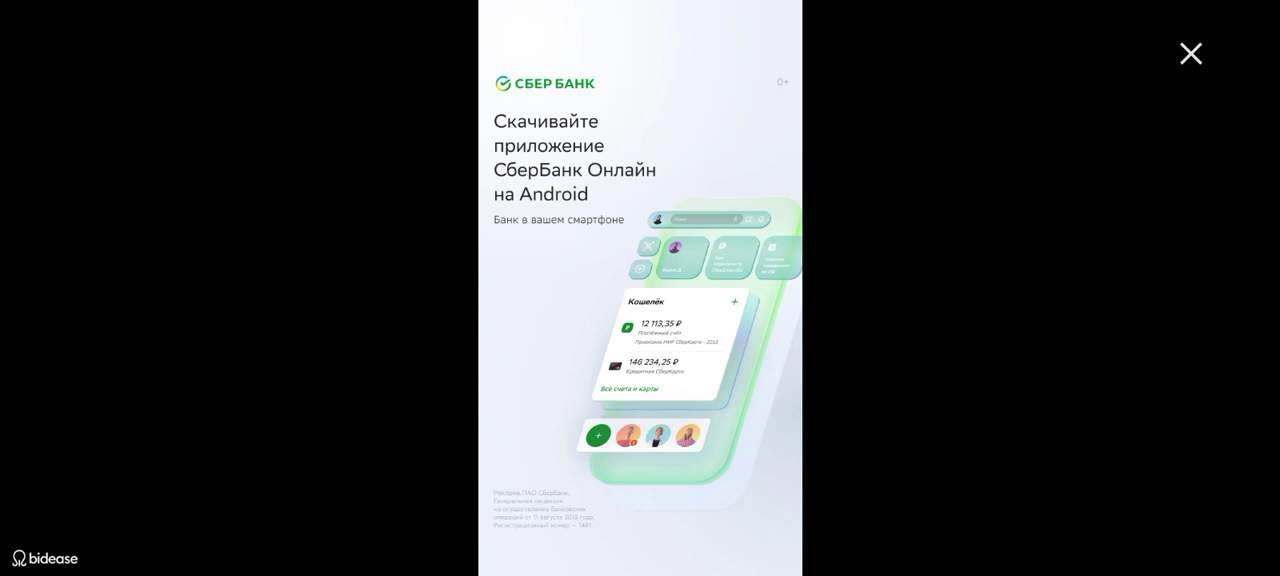 СБЕР БАНК
0+
Скачивайте
приложение
СберБанк Онлайн
на Android
Банк в вашем смартфоне
Кошелёк
12 113,35 ₽
Платёжный счёт
146 234,25 ₽
Кредитная СберКарта
Все счета и карты
Реклама. ПАО Сбербанк.
Генеральная лицензия
на осуществление банковских
операций от 11 августа 2015 года.
Регистрационный номер — 1481.
bidease